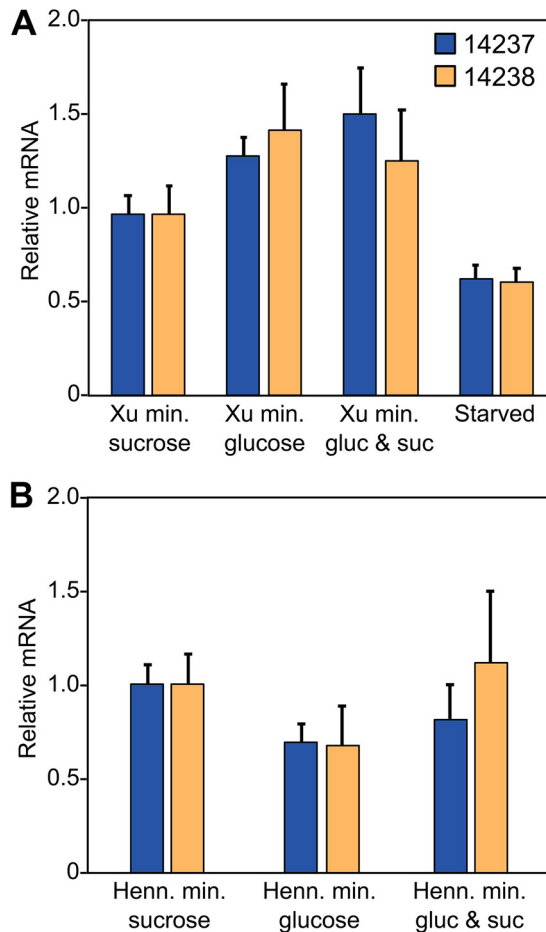 A
14237
14238
Relative mRNA
2.0
1.5
1.0
0.5
0
Xu min.
sucrose
Xu min.
glucose
Xu min.
gluc & suc
Starved
B
Relative mRNA
2.0
1.5
1.0
0.5
0
Henn. min.
sucrose
Henn. min.
glucose
Henn. min.
gluc & suc